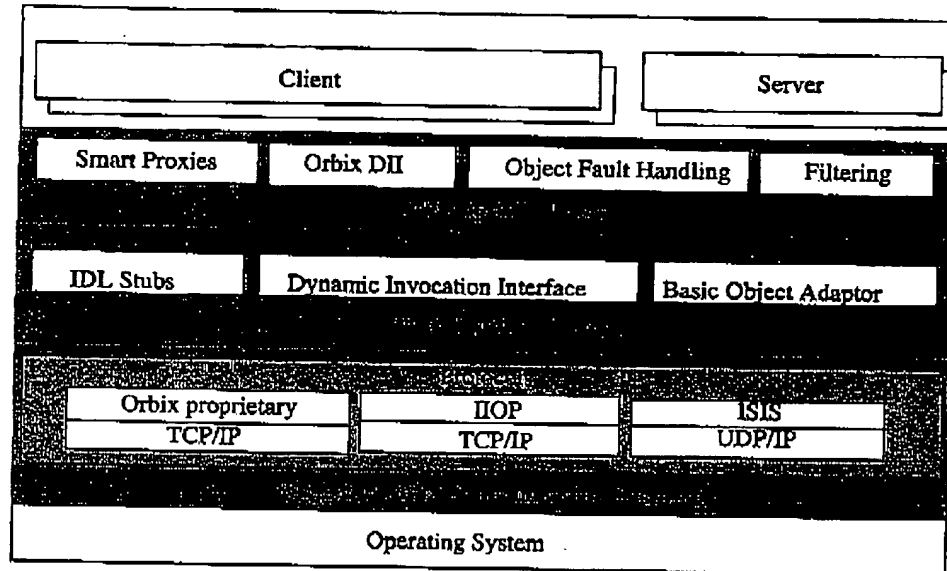 Client
Server
Smart Proxies
Orbix DII
Object Fault Handling
Filtering
IDL Stubs
Dynamic Invocation Interface
Basic Object Adaptor
Orbix proprietary
IIOP
ISIS
TCP/IP
TCP/IP
UDP/IP
Operating System